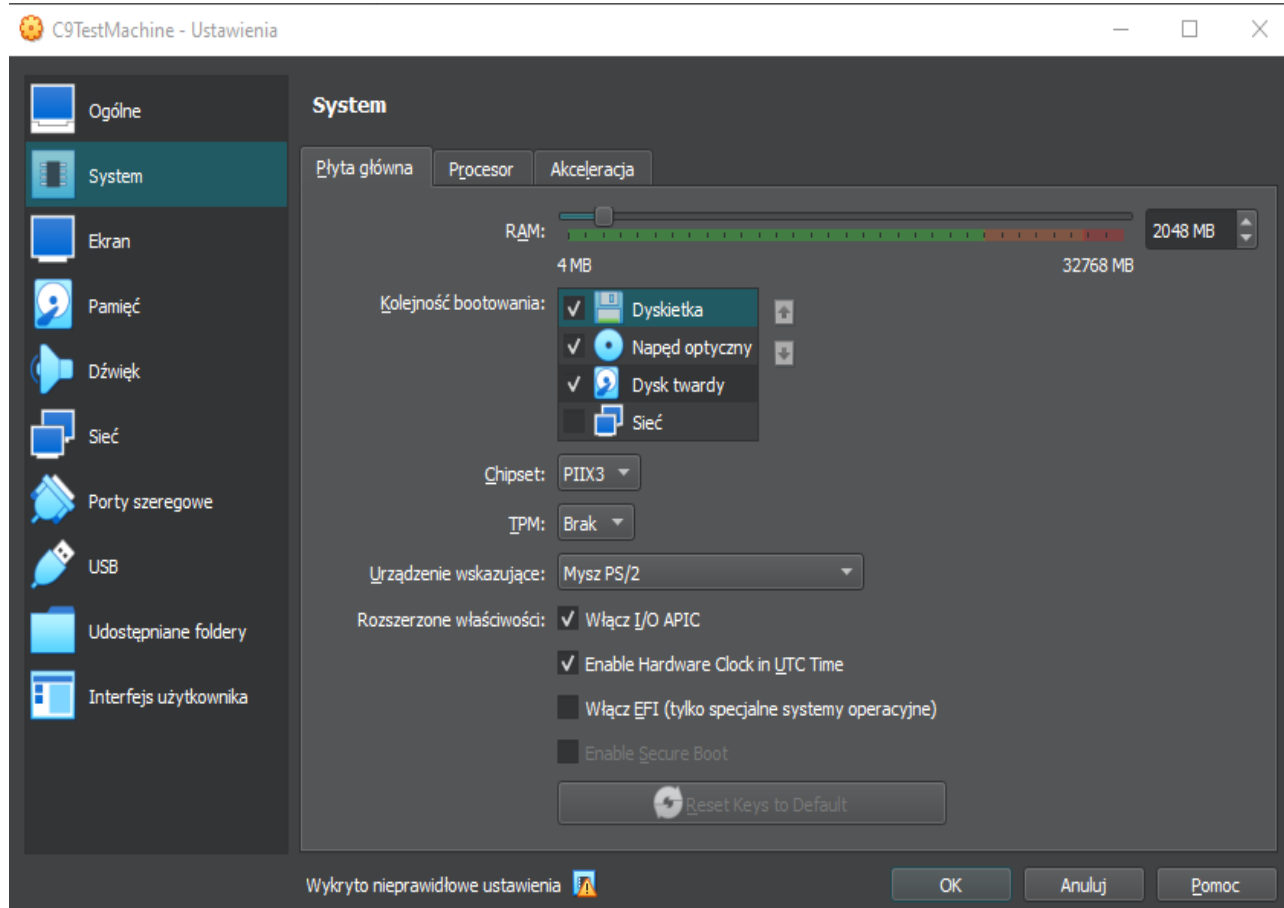 C9TestMachine - Ustawienia
Ogólne
System
Ekran
Pamięć
Dźwięk
Sieć
Porty szeregowe
USB
Udostępniane foldery
Interfejs użytkownika
System
Płyta główna Procesor Akceleracja
RAM: 2048 MB
4 MB 32768 MB
Kolejność bootowania:
Dyskietka
Napęd optyczny
Dysk twardy
Sieć
Chipset: PIIX3
TPM: Brak
Urządzenie wskazujące: Mysz PS/2
Rozszerzone właściwości: Włącz I/O APIC
Enable Hardware Clock in UTC Time
Włącz EFI (tylko specjalne systemy operacyjne)
Enable Secure Boot
Reset Keys to Default
Wykryto nieprawidłowe ustawienia OK Anuluj Pomoc